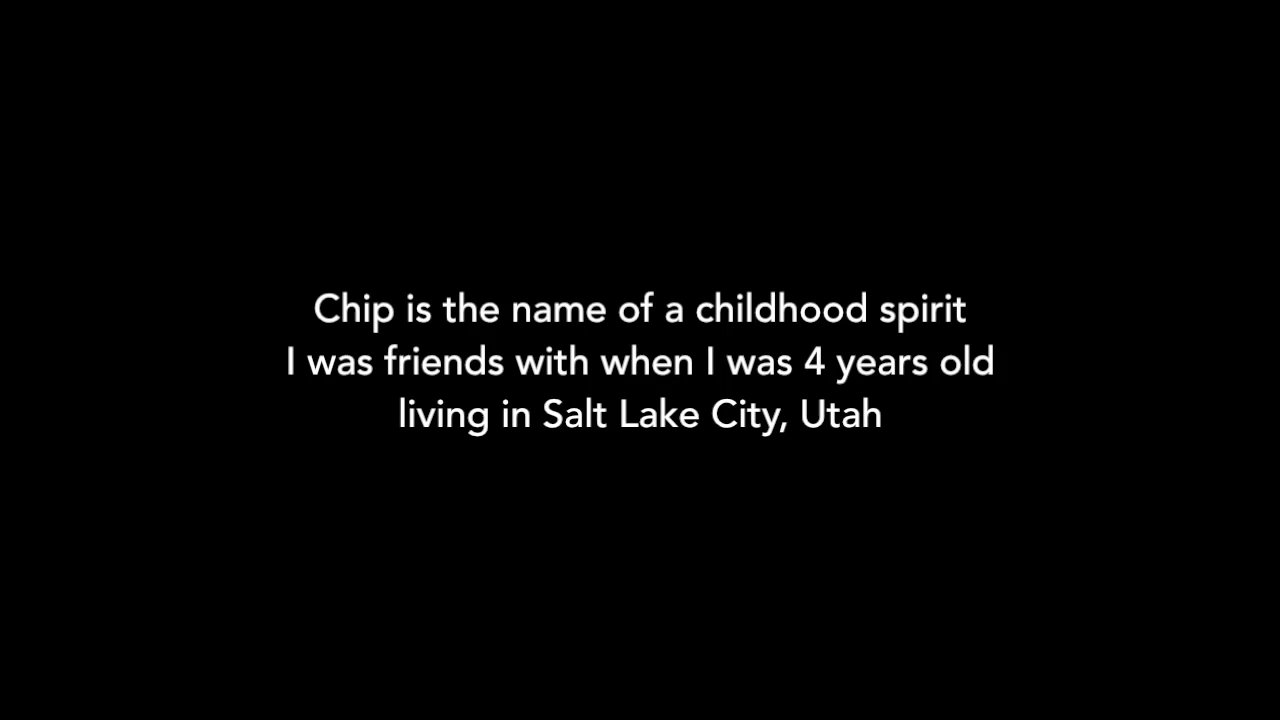 Chip is the name of a childhood spirit
I was friends with when I was 4 years old
living in Salt Lake City, Utah